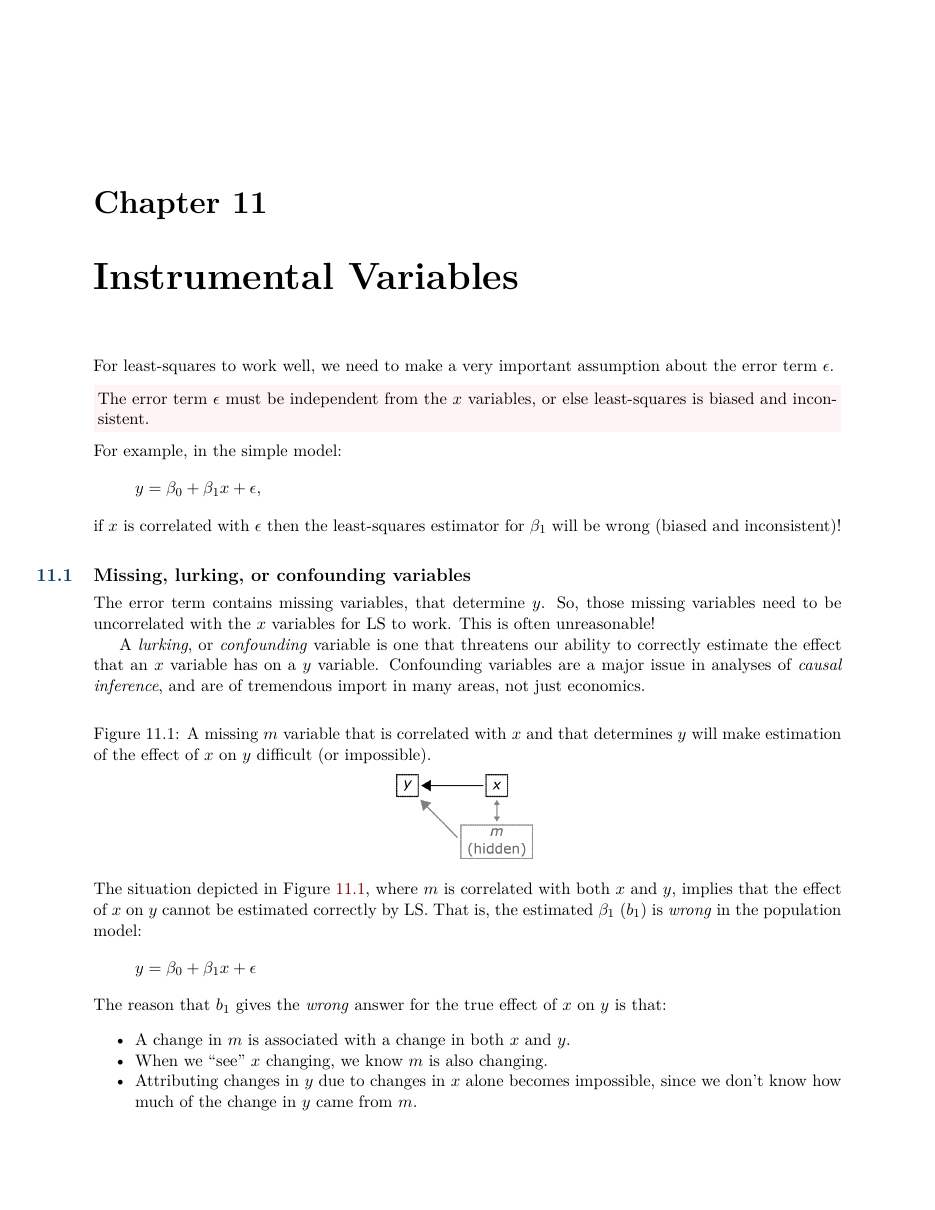 Chapter 11
Instrumental Variables
For least-squares to work well, we need to make a very important assumption about the error term ϵ.
The error term ϵ must be independent from the x variables, or else least-squares is biased and incon-
sistent.
For example, in the simple model:
y = β₀ + β₁x + ϵ,
if x is correlated with ϵ then the least-squares estimator for β₁ will be wrong (biased and inconsistent)!
11.1 Missing, lurking, or confounding variables
The error term contains missing variables, that determine y. So, those missing variables need to be
uncorrelated with the x variables for LS to work. This is often unreasonable!
A lurking, or confounding variable is one that threatens our ability to correctly estimate the effect
that an x variable has on a y variable. Confounding variables are a major issue in analyses of causal
inference, and are of tremendous import in many areas, not just economics.
Figure 11.1: A missing m variable that is correlated with x and that determines y will make estimation
of the effect of x on y difficult (or impossible).
y x
m
(hidden)
The situation depicted in Figure 11.1, where m is correlated with both x and y, implies that the effect
of x on y cannot be estimated correctly by LS. That is, the estimated β₁ (b₁) is wrong in the population
model:
y = β₀ + β₁x + ϵ
The reason that b₁ gives the wrong answer for the true effect of x on y is that:
• A change in m is associated with a change in both x and y.
• When we “see” x changing, we know m is also changing.
• Attributing changes in y due to changes in x alone becomes impossible, since we don’t know how
much of the change in y came from m.